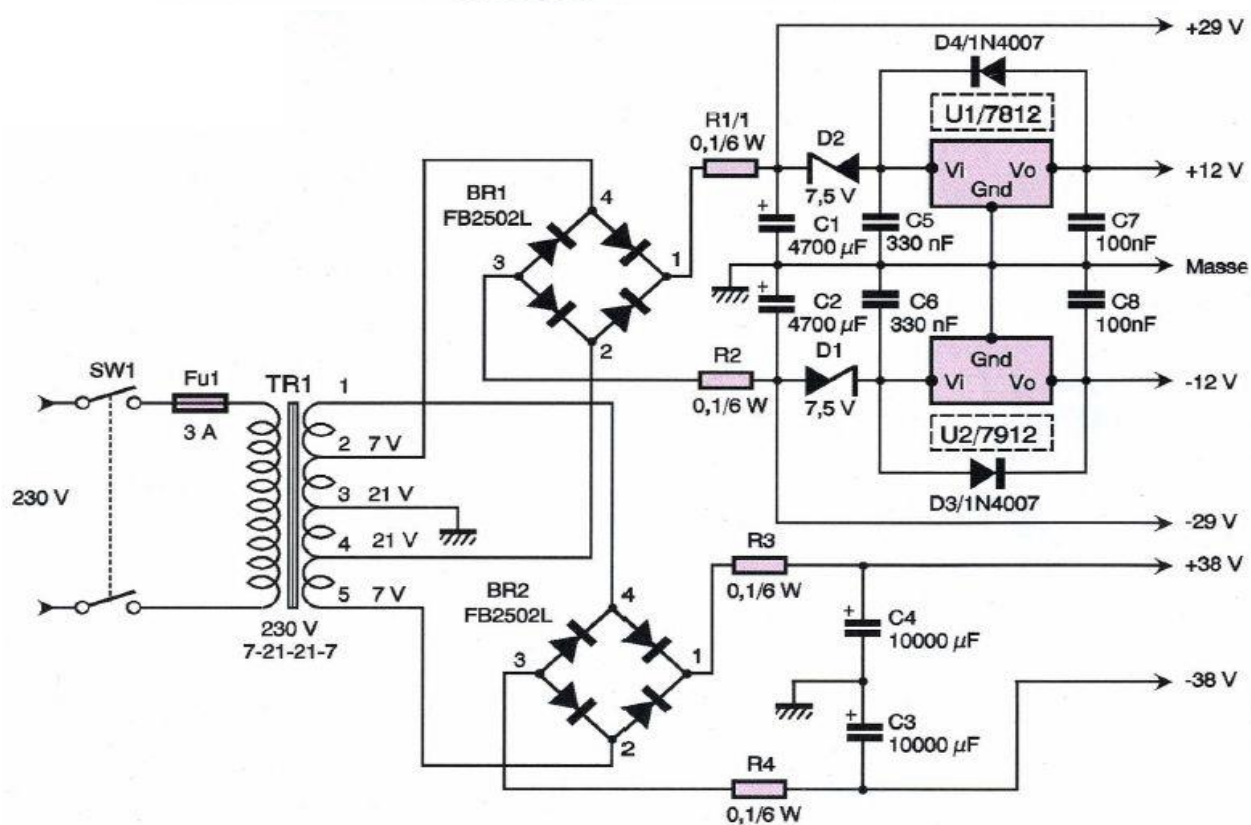 +29 V
D4/1N4007
U1/7812
R1/1
0,1/6 W
D2
7,5 V
Vi
Vo
Gnd
+12 V
BR1
FB2502L
4
3
1
2
+
C1
4700 µF
C5
330 nF
C7
100nF
Masse
+
C2
4700 µF
C6
330 nF
C8
100nF
R2
0,1/6 W
D1
7,5 V
Gnd
Vi
Vo
-12 V
U2/7912
D3/1N4007
-29 V
SW1
Fu1
3 A
TR1
230 V
1
2
7 V
3
21 V
4
21 V
5
7 V
230 V
7-21-21-7
BR2
FB2502L
4
3
1
2
R3
0,1/6 W
+38 V
+
C4
10000 µF
-38 V
+
C3
10000 µF
R4
0,1/6 W